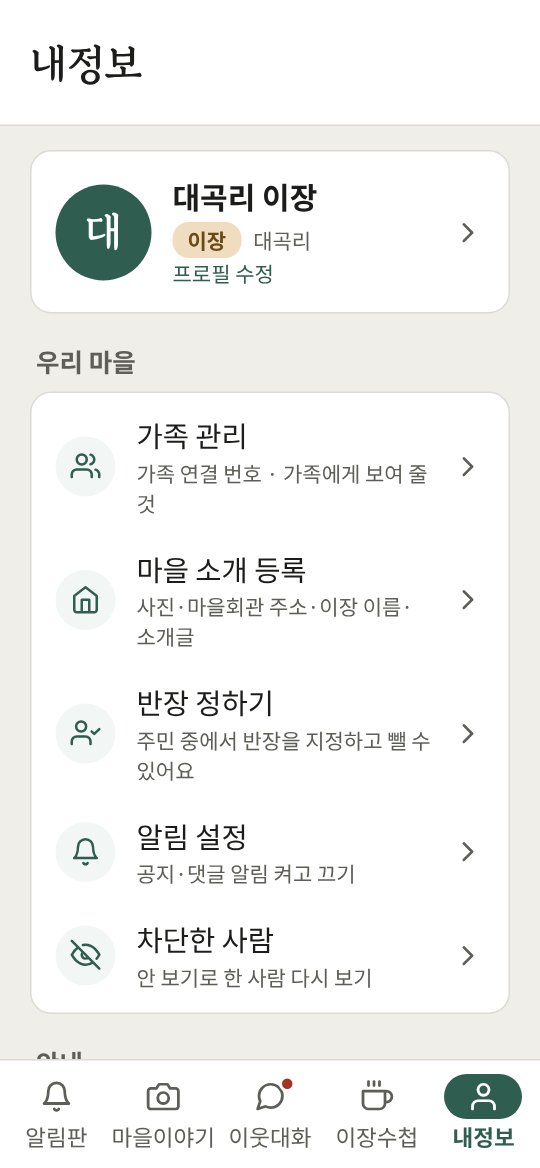 내정보
대
대곡리 이장
이장 대곡리
프로필 수정
우리 마을
가족 관리
가족 연결 번호 · 가족에게 보여 줄
것
마을 소개 등록
사진·마을회관 주소·이장 이름·
소개글
반장 정하기
주민 중에서 반장을 지정하고 뺄 수
있어요
알림 설정
공지·댓글 알림 켜고 끄기
차단한 사람
안 보기로 한 사람 다시 보기
알림판 마을이야기 이웃대화 이장수첩 내정보